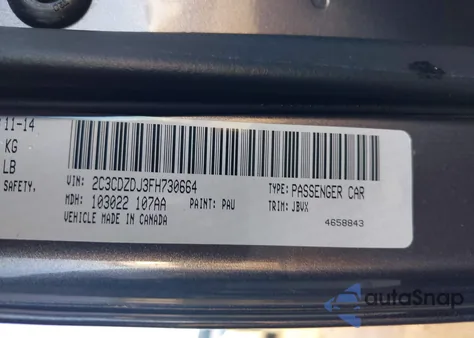 11-14
KG
LB
SAFETY.
VIN: 2C3CDZDJ3FH730664
TYPE: PASSENGER CAR
MDH: 103022 107AA
PAINT: PAU
TRIM: JBVX
VEHICLE MADE IN CANADA
4658843
autoSnap